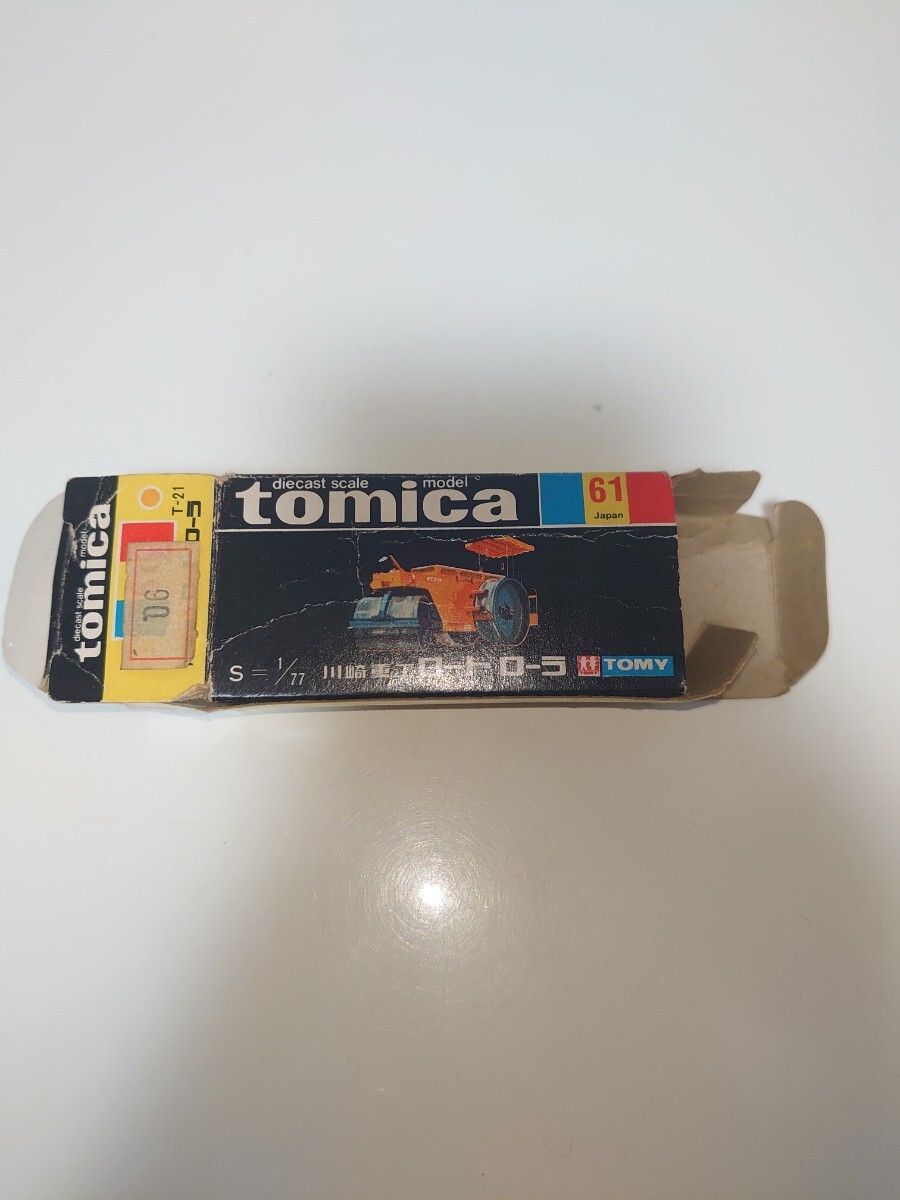 diecast scale model
tomica
61
Japan
S = 1/77 川崎重工 ロードローラ
TOMY
diecast scale model
tomica
T-21
ローラ